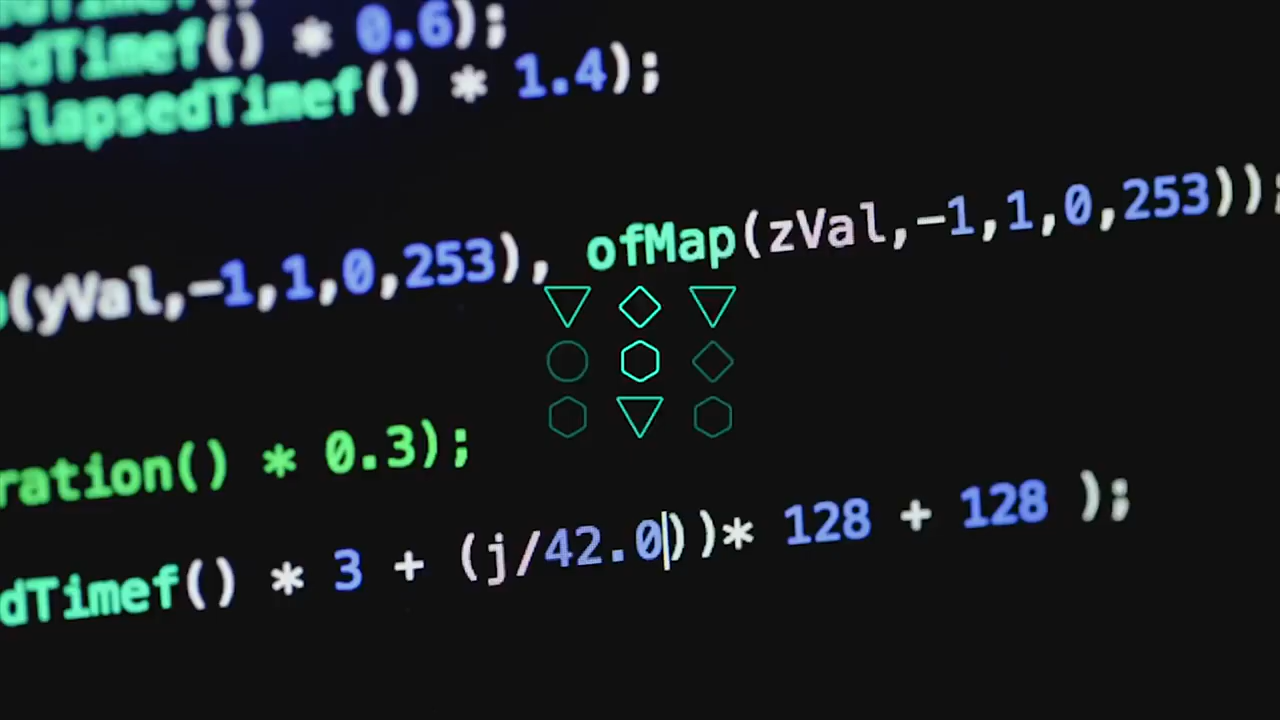 edTimef() * 0.6);
ElapsedTimef() * 1.4);
(yVal,-1,1,0,253), ofMap(zVal,-1,1,0,253));
ration() * 0.3);
dTimef() * 3 + (j/42.0))* 128 + 128 );